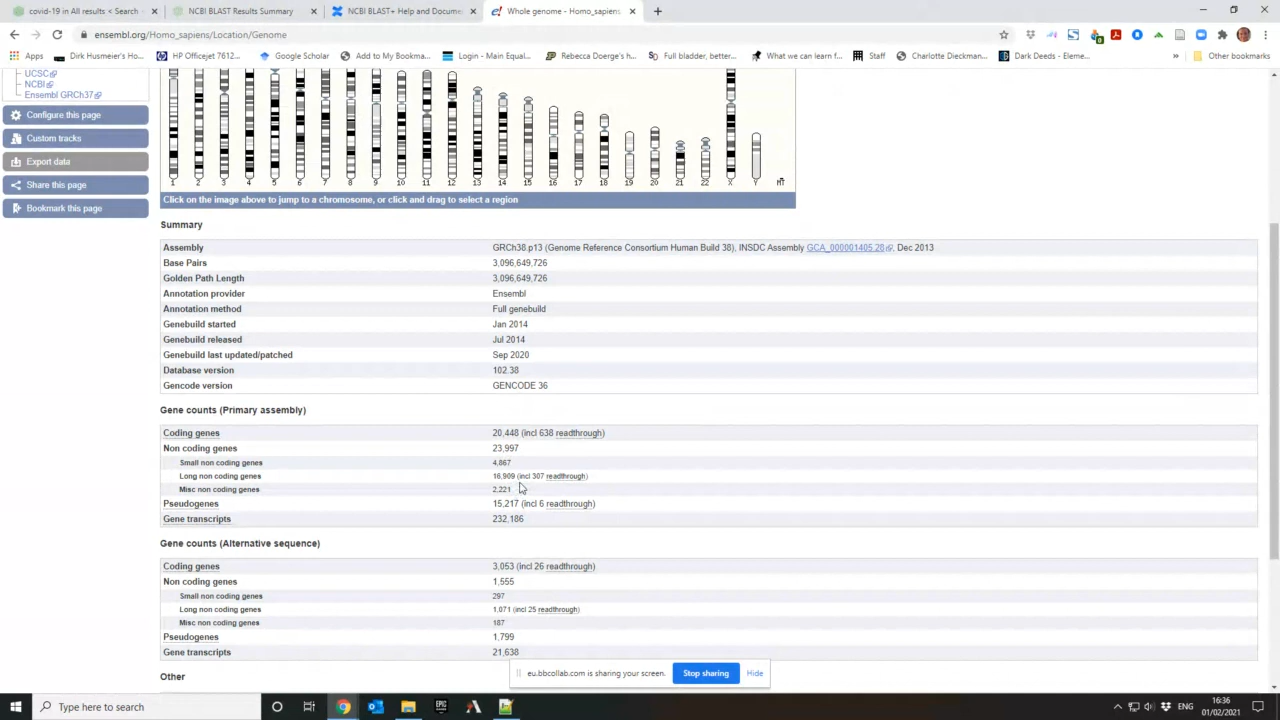 covid-19 in All results < Search
NCBI BLAST Results Summary
NCBI BLAST+ Help and Docume
Whole genome - Homo_sapiens
ensembl.org/Homo_sapiens/Location/Genome
Apps
Dirk Husmeier's Ho...
HP Officejet 7612...
Google Scholar
Add to My Bookma...
Login - Main Equal...
Rebecca Doerge's h...
Full bladder, better...
What we can learn f...
Staff
Charlotte Dieckman...
Dark Deeds - Eleme...
»
Other bookmarks
UCSC
NCBI
Ensembl GRCh37
Configure this page
Custom tracks
Export data
Share this page
Bookmark this page
1 2 3 4 5 6 7 8 9 10 11 12 13 14 15 16 17 18 19 20 21 22 X MT
Click on the image above to jump to a chromosome, or click and drag to select a region
Summary
Assembly GRCh38.p13 (Genome Reference Consortium Human Build 38), INSDC Assembly GCA_000001405.28, Dec 2013
Base Pairs 3,096,649,726
Golden Path Length 3,096,649,726
Annotation provider Ensembl
Annotation method Full genebuild
Genebuild started Jan 2014
Genebuild released Jul 2014
Genebuild last updated/patched Sep 2020
Database version 102.38
Gencode version GENCODE 36
Gene counts (Primary assembly)
Coding genes 20,448 (incl 638 readthrough)
Non coding genes 23,997
Small non coding genes 4,867
Long non coding genes 16,909 (incl 307 readthrough)
Misc non coding genes 2,221
Pseudogenes 15,217 (incl 6 readthrough)
Gene transcripts 232,186
Gene counts (Alternative sequence)
Coding genes 3,053 (incl 26 readthrough)
Non coding genes 1,555
Small non coding genes 297
Long non coding genes 1,071 (incl 25 readthrough)
Misc non coding genes 187
Pseudogenes 1,799
Gene transcripts 21,638
eu.bbcollab.com is sharing your screen.
Stop sharing
Hide
Other
Type here to search
EPIC
ENG
16:36
01/02/2021